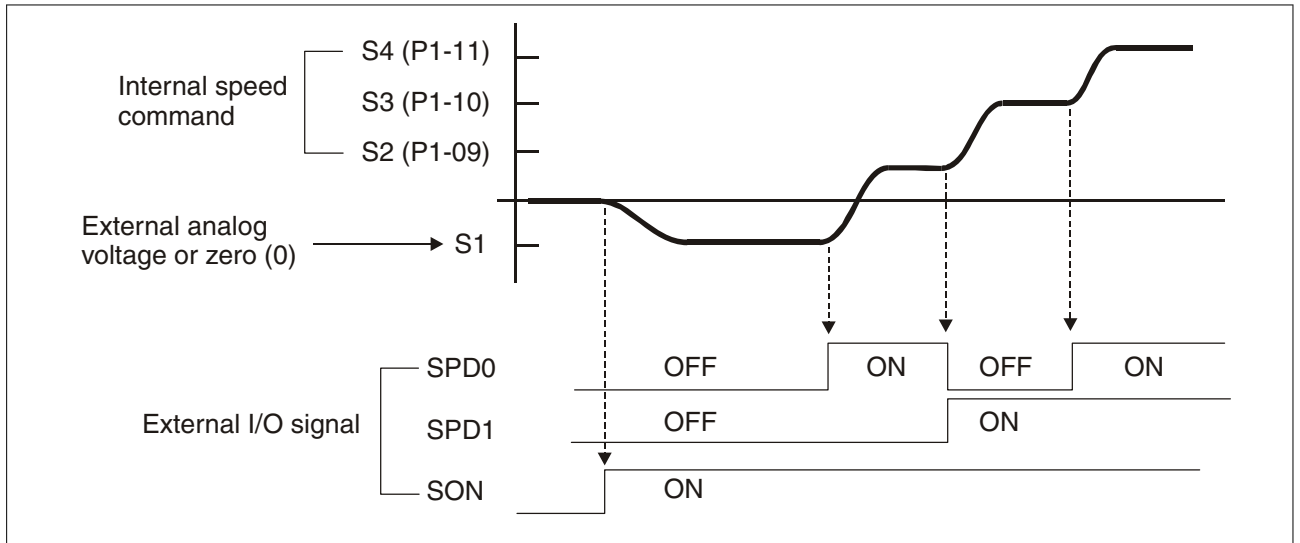 S4 (P1-11)
Internal speed
command
S3 (P1-10)
S2 (P1-09)
External analog
voltage or zero (0)
S1
SPD0
OFF
ON
OFF
ON
External I/O signal
SPD1
OFF
ON
SON
ON